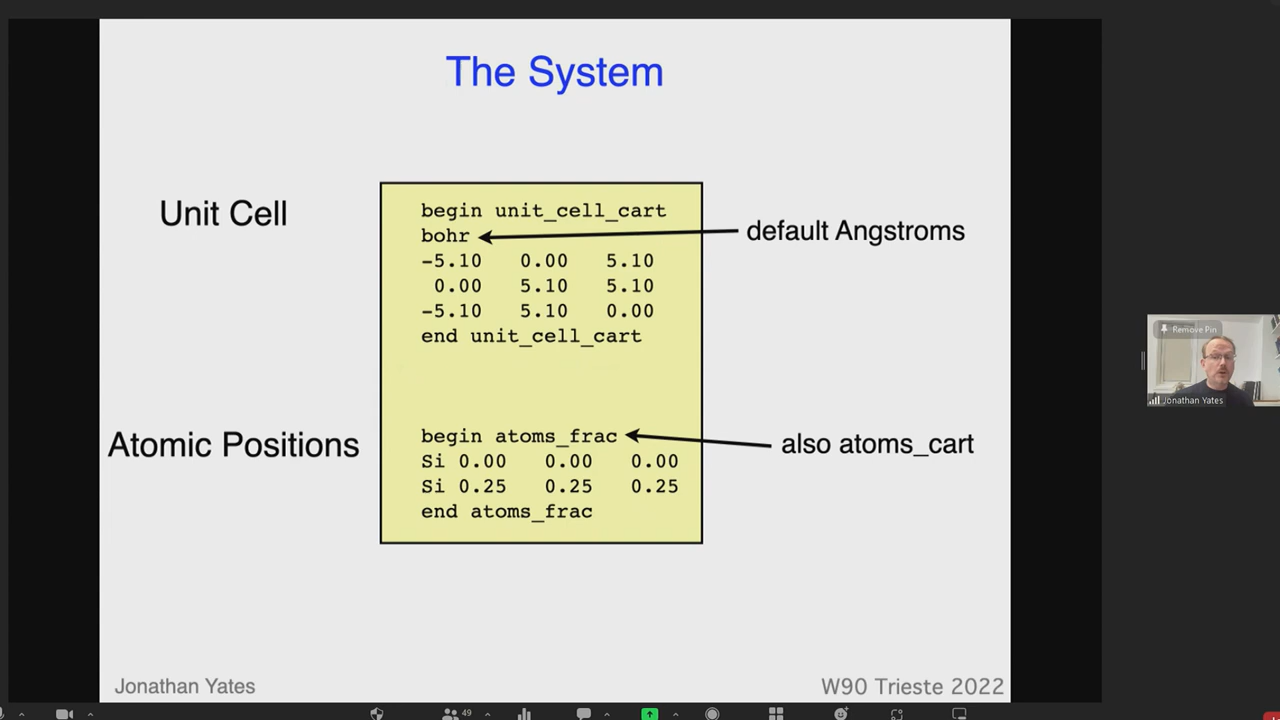 The System
Unit Cell
begin unit_cell_cart
bohr
default Angstroms
-5.10 0.00 5.10
0.00 5.10 5.10
-5.10 5.10 0.00
end unit_cell_cart
Atomic Positions
begin atoms_frac
also atoms_cart
Si 0.00 0.00 0.00
Si 0.25 0.25 0.25
end atoms_frac
Remove Pin
Jonathan Yates
Jonathan Yates
W90 Trieste 2022
49